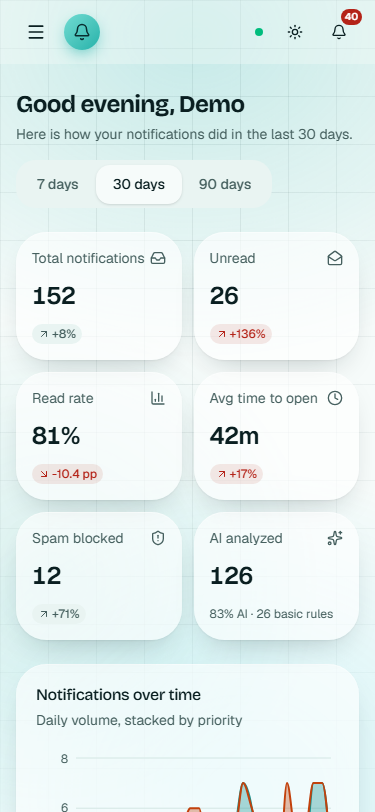 40
Good evening, Demo
Here is how your notifications did in the last 30 days.
7 days 30 days 90 days
Total notifications
152
+8%
Unread
26
+136%
Read rate
81%
-10.4 pp
Avg time to open
42m
+17%
Spam blocked
12
+71%
AI analyzed
126
83% AI · 26 basic rules
Notifications over time
Daily volume, stacked by priority
8
6